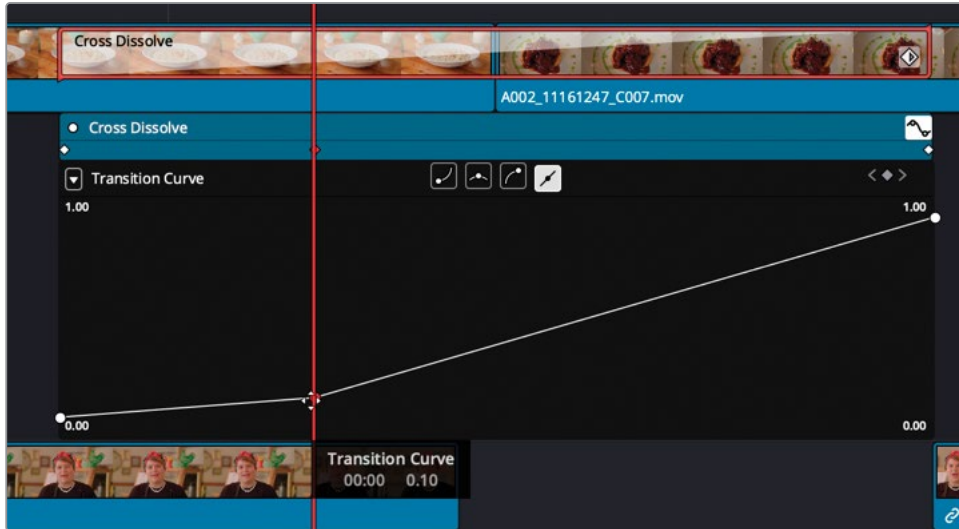 Cross Dissolve
A002_11161247_C007.mov
Cross Dissolve
Transition Curve
1.00 1.00
0.00 0.00
Transition Curve
00:00 0.10